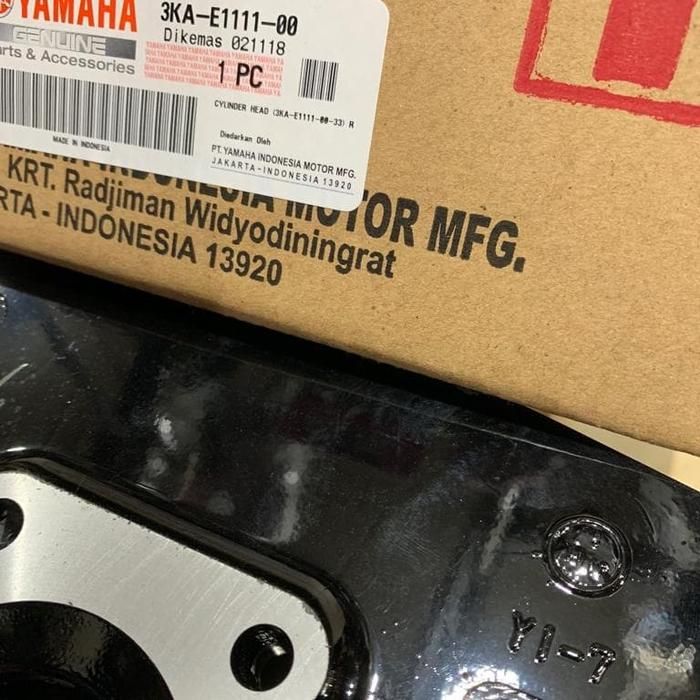 YAMAHA
GENUINE
Parts & Accessories
3KA-E1111-00
Dikemas 021118
1 PC
CYLINDER HEAD (3KA-E1111-00-33) R
MADE IN INDONESIA
Diedarkan Oleh
PT. YAMAHA INDONESIA MOTOR MFG.
JAKARTA - INDONESIA 13920
INDONESIA MOTOR MFG.
KRT. Radjiman Widyodiningrat
RTA - INDONESIA 13920
Y1-7